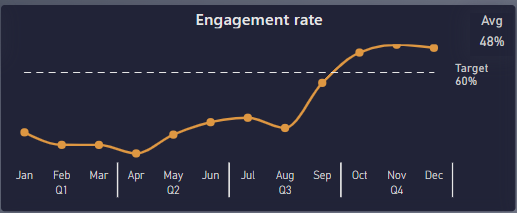 Engagement rate
Avg
48%
Target
60%
Jan Feb Mar Apr May Jun Jul Aug Sep Oct Nov Dec
Q1 Q2 Q3 Q4